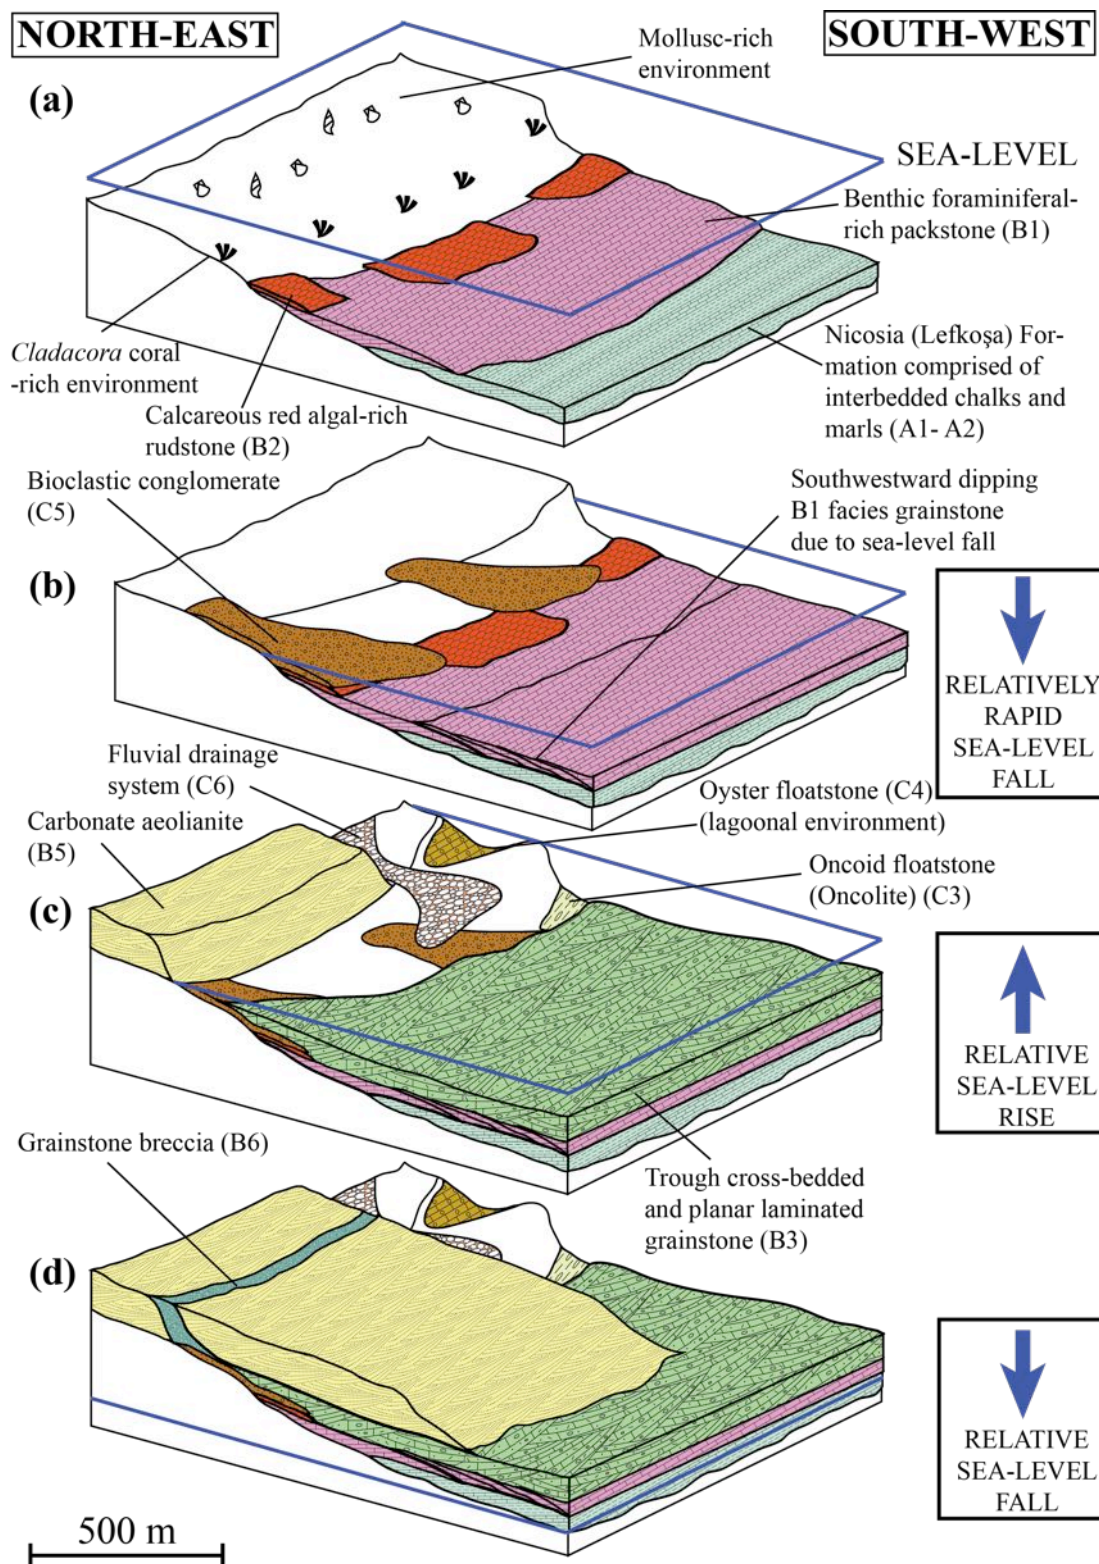 NORTH-EAST
SOUTH-WEST
(a)
Mollusc-rich
environment
SEA-LEVEL
Benthic foraminiferal-
rich packstone (B1)
Cladacora coral
-rich environment
Calcareous red algal-rich
rudstone (B2)
Nicosia (Lefkoşa) For-
mation comprised of
interbedded chalks and
marls (A1- A2)
(b)
Bioclastic conglomerate
(C5)
Southwestward dipping
B1 facies grainstone
due to sea-level fall
RELATIVELY
RAPID
SEA-LEVEL
FALL
(c)
Fluvial drainage
system (C6)
Carbonate aeolianite
(B5)
Oyster floatstone (C4)
(lagoonal environment)
Oncoid floatstone
(Oncolite) (C3)
RELATIVE
SEA-LEVEL
RISE
Trough cross-bedded
and planar laminated
grainstone (B3)
(d)
Grainstone breccia (B6)
RELATIVE
SEA-LEVEL
FALL
500 m